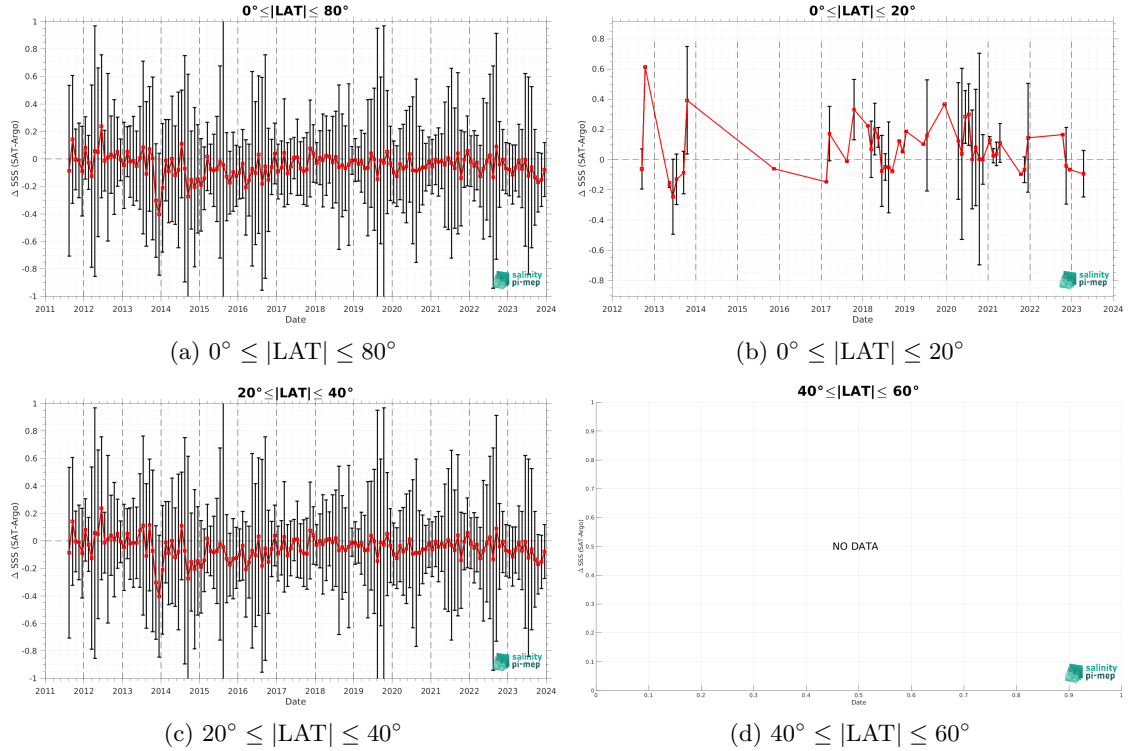 0°≤|LAT|≤ 80°
1
0.8
0.6
0.4
0.2
0
-0.2
-0.4
-0.6
-0.8
-1
Δ SSS (SAT-Argo)
2011 2012 2013 2014 2015 2016 2017 2018 2019 2020 2021 2022 2023 2024
Date
salinity
pi-mep
(a) 0° ≤ |LAT| ≤ 80°
0°≤|LAT|≤ 20°
0.8
0.6
0.4
0.2
0
-0.2
-0.4
-0.6
-0.8
Δ SSS (SAT-Argo)
2012 2013 2014 2015 2016 2017 2018 2019 2020 2021 2022 2023 2024
Date
salinity
pi-mep
(b) 0° ≤ |LAT| ≤ 20°
20°≤|LAT|≤ 40°
1
0.8
0.6
0.4
0.2
0
-0.2
-0.4
-0.6
-0.8
-1
Δ SSS (SAT-Argo)
2011 2012 2013 2014 2015 2016 2017 2018 2019 2020 2021 2022 2023 2024
Date
salinity
pi-mep
(c) 20° ≤ |LAT| ≤ 40°
40°≤|LAT|≤ 60°
1
0.9
0.8
0.7
0.6
0.5
0.4
0.3
0.2
0.1
0
Δ SSS (SAT-Argo)
NO DATA
0 0.1 0.2 0.3 0.4 0.5 0.6 0.7 0.8 0.9 1
Date
salinity
pi-mep
(d) 40° ≤ |LAT| ≤ 60°